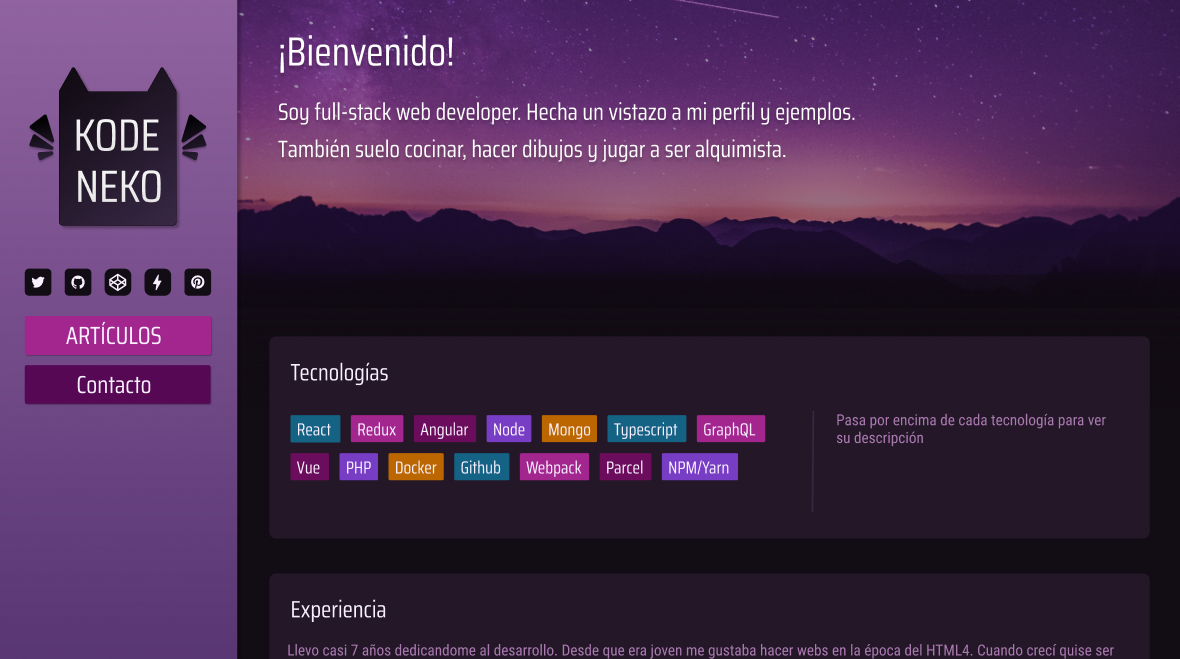 KODE
NEKO
ARTÍCULOS
Contacto
¡Bienvenido!
Soy full-stack web developer. Hecha un vistazo a mi perfil y ejemplos.
También suelo cocinar, hacer dibujos y jugar a ser alquimista.
Tecnologías
React Redux Angular Node Mongo Typescript GraphQL
Vue PHP Docker Github Webpack Parcel NPM/Yarn
Pasa por encima de cada tecnología para ver
su descripción
Experiencia
Llevo casi 7 años dedicandome al desarrollo. Desde que era joven me gustaba hacer webs en la época del HTML4. Cuando crecí quise ser